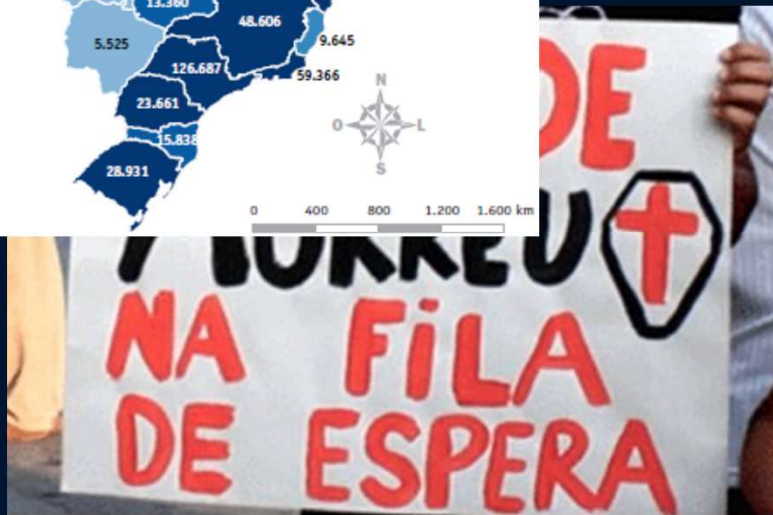 13.360
48.606
5.525
9.645
126.687
59.366
23.661
15.838
28.931
N
O
L
S
0 400 800 1.200 1.600 km
DE
MORREU
NA FiLA
DE ESPERA